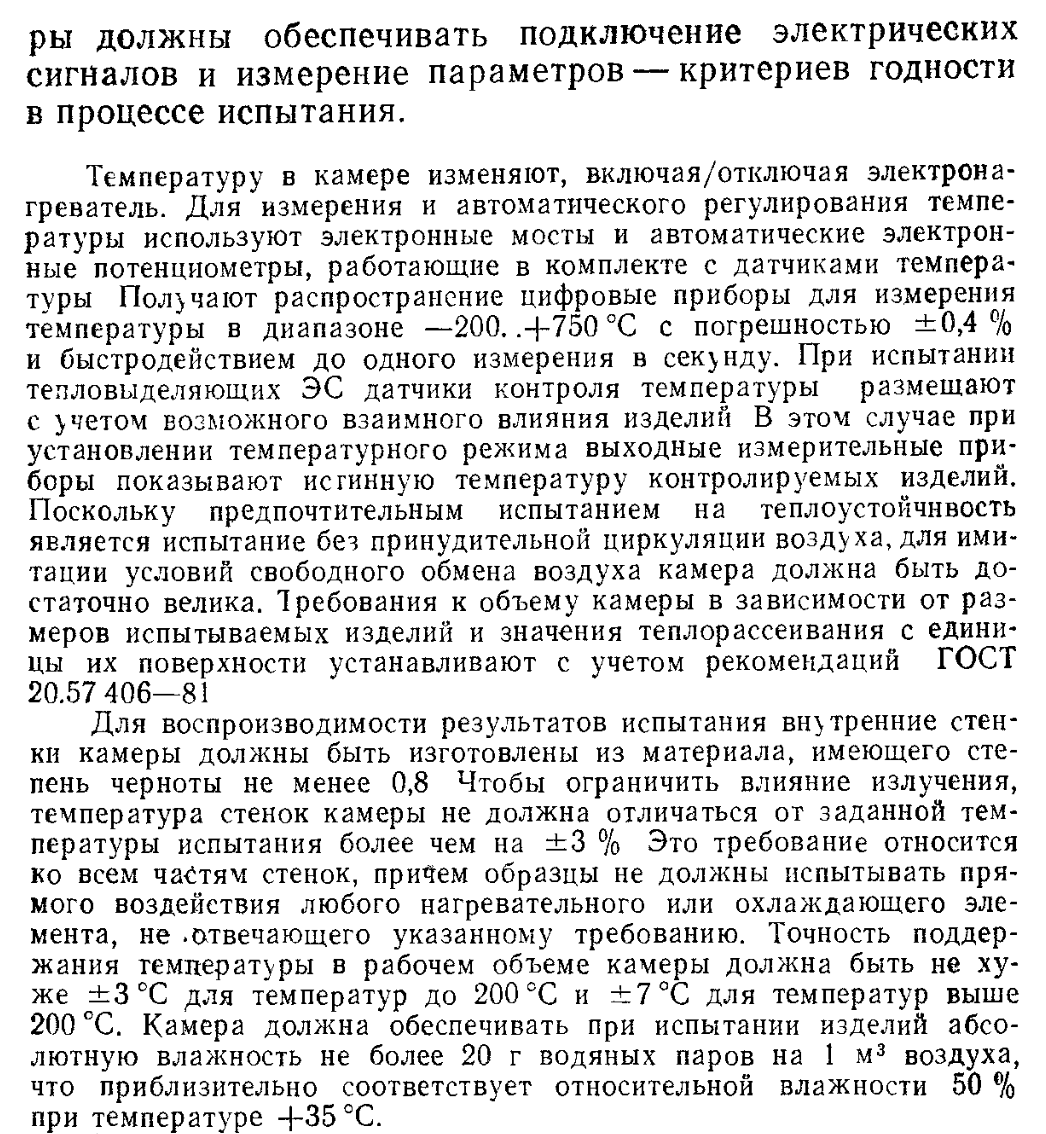 ры должны обеспечивать подключение электрических
сигналов и измерение параметров — критериев годности
в процессе испытания.
Температуру в камере изменяют, включая/отключая электрона-
греватель. Для измерения и автоматического регулирования темпе-
ратуры используют электронные мосты и автоматические электрон-
ные потенциометры, работающие в комплекте с датчиками темпера-
туры Получают распространение цифровые приборы для измерения
температуры в диапазоне —200. .+750 °С с погрешностью ±0,4 %
и быстродействием до одного измерения в секунду. При испытании
тепловыделяющих ЭС датчики контроля температуры размещают
с учетом возможного взаимного влияния изделий В этом случае при
установлении температурного режима выходные измерительные при-
боры показывают истинную температуру контролируемых изделий.
Поскольку предпочтительным испытанием на теплоустойчивость
является испытание без принудительной циркуляции воздуха, для ими-
тации условий свободного обмена воздуха камера должна быть до-
статочно велика. Требования к объему камеры в зависимости от раз-
меров испытываемых изделий и значения теплорассеивания с едини-
цы их поверхности устанавливают с учетом рекомендаций ГОСТ
20.57 406—81
Для воспроизводимости результатов испытания внутренние стен-
ки камеры должны быть изготовлены из материала, имеющего сте-
пень черноты не менее 0,8 Чтобы ограничить влияние излучения,
температура стенок камеры не должна отличаться от заданной тем-
пературы испытания более чем на ±3 % Это требование относится
ко всем частям стенок, причем образцы не должны испытывать пря-
мого воздействия любого нагревательного или охлаждающего эле-
мента, не отвечающего указанному требованию. Точность поддер-
жания температуры в рабочем объеме камеры должна быть не ху-
же ±3 °С для температур до 200 °С и ±7 °С для температур выше
200 °С. Камера должна обеспечивать при испытании изделий абсо-
лютную влажность не более 20 г водяных паров на 1 м³ воздуха,
что приблизительно соответствует относительной влажности 50 %
при температуре +35 °С.